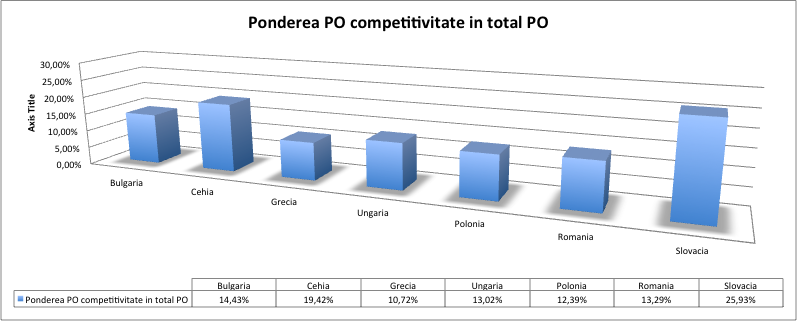 Ponderea PO competitivitate in total PO
Axis Title
30,00%
25,00%
20,00%
15,00%
10,00%
5,00%
0,00%
Bulgaria
Cehia
Grecia
Ungaria
Polonia
Romania
Slovacia
Bulgaria Cehia Grecia Ungaria Polonia Romania Slovacia
Ponderea PO competitivitate in total PO 14,43% 19,42% 10,72% 13,02% 12,39% 13,29% 25,93%